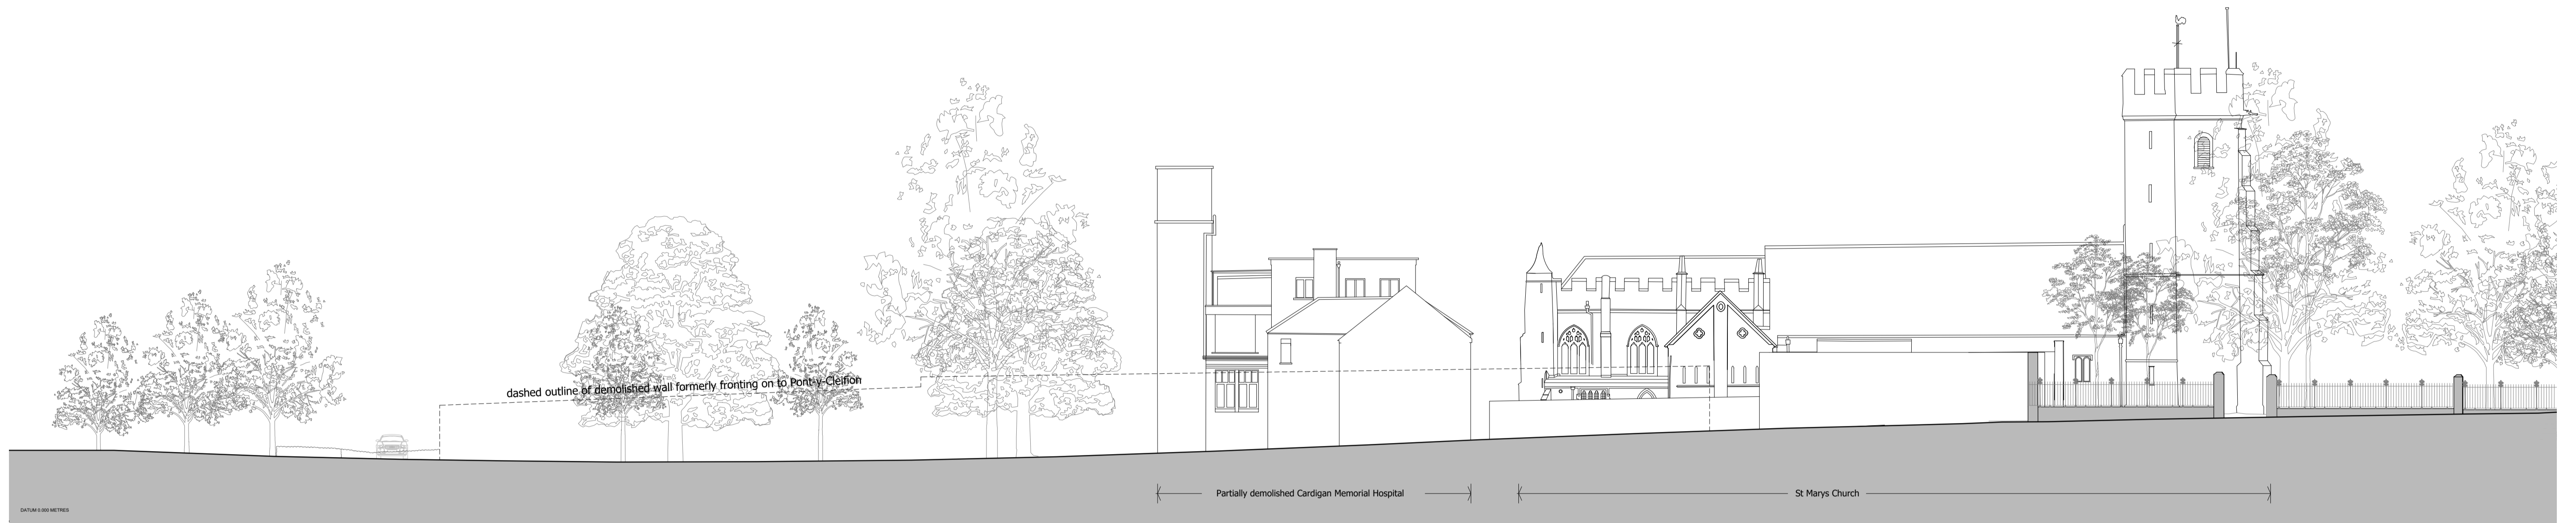 dashed outline of demolished wall formerly fronting on to Pont-y-Cleifion
Partially demolished Cardigan Memorial Hospital
St Marys Church
DATUM 0.000 METRES